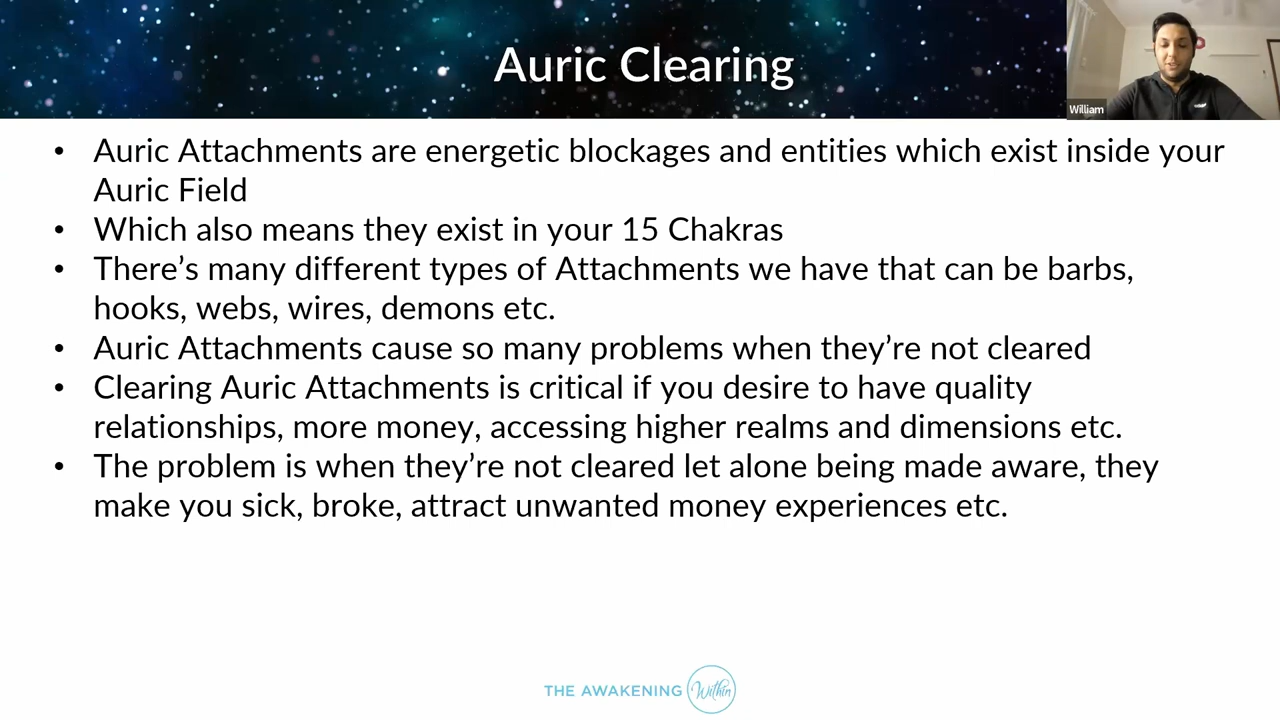 Auric Clearing
William
• Auric Attachments are energetic blockages and entities which exist inside your
Auric Field
• Which also means they exist in your 15 Chakras
• There’s many different types of Attachments we have that can be barbs,
hooks, webs, wires, demons etc.
• Auric Attachments cause so many problems when they’re not cleared
• Clearing Auric Attachments is critical if you desire to have quality
relationships, more money, accessing higher realms and dimensions etc.
• The problem is when they’re not cleared let alone being made aware, they
make you sick, broke, attract unwanted money experiences etc.
THE AWAKENING Within